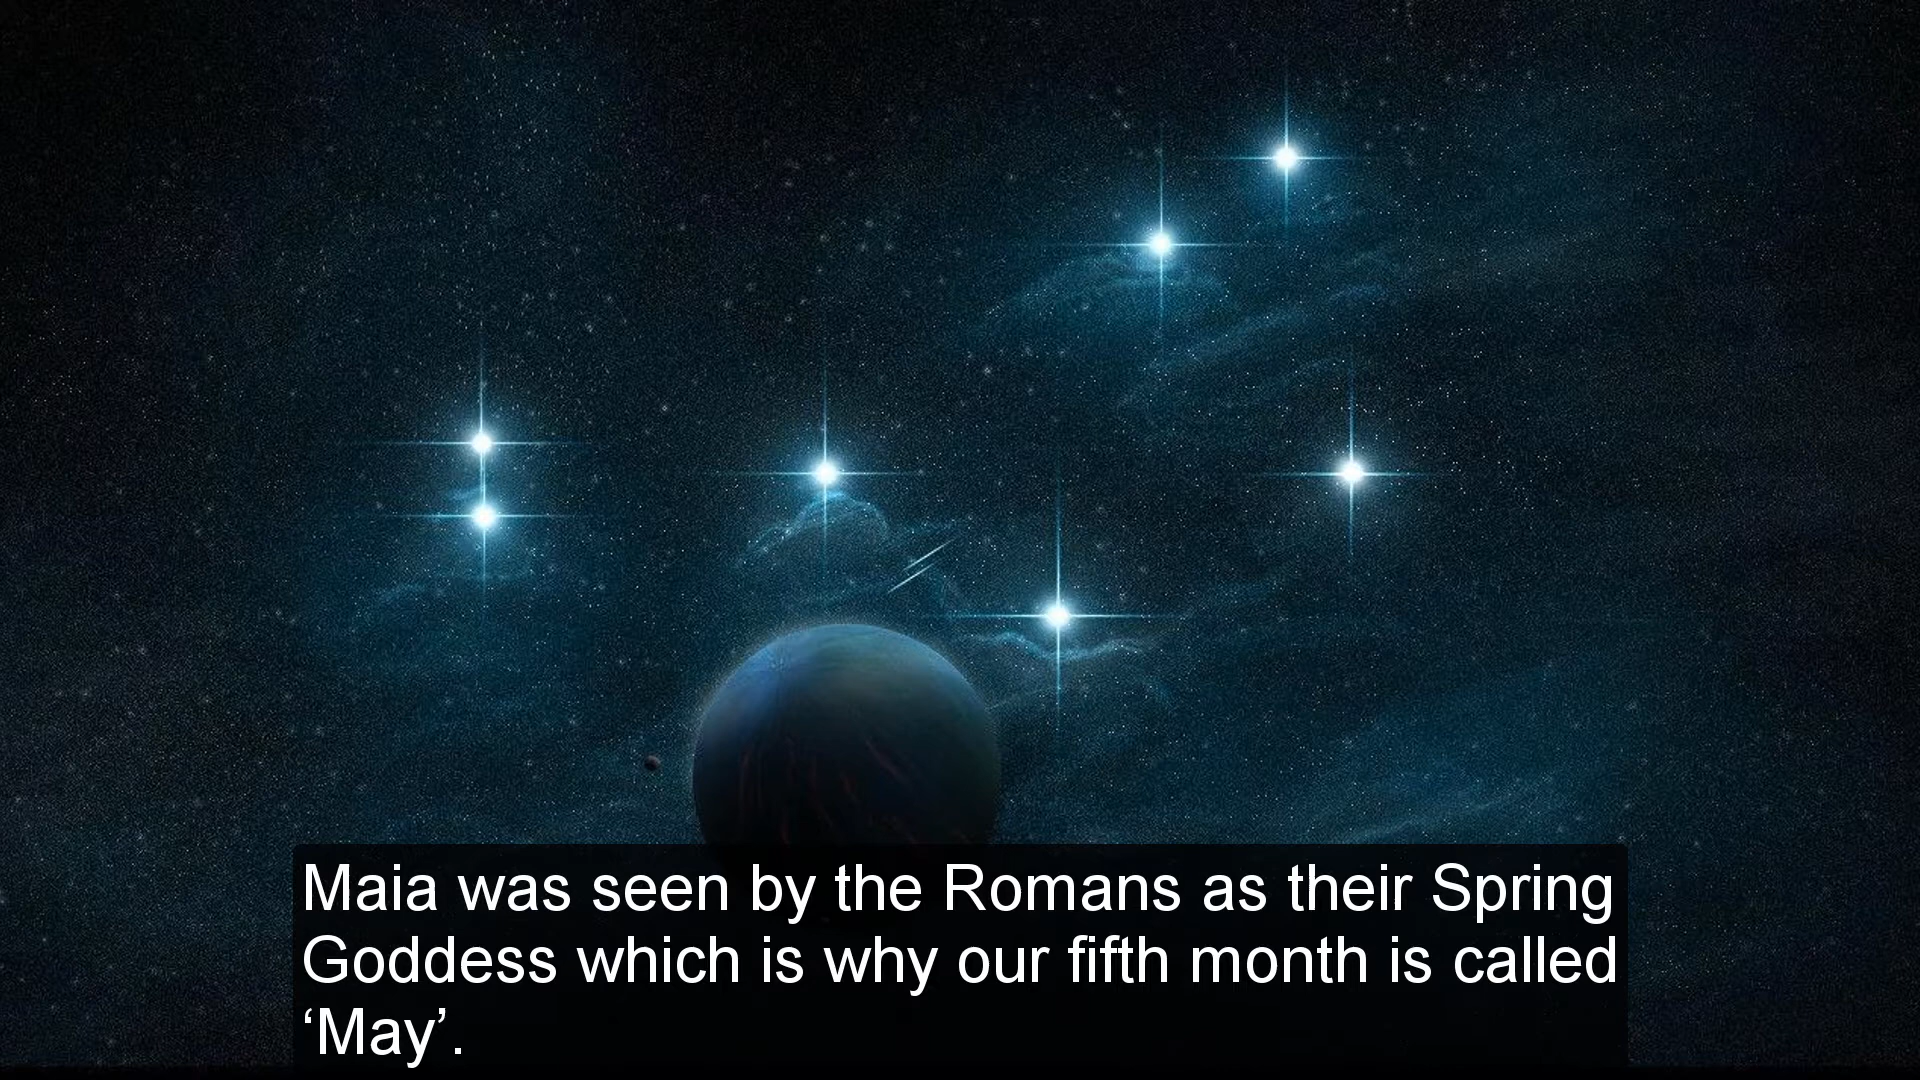 Maia was seen by the Romans as their Spring
Goddess which is why our fifth month is called
‘May’.